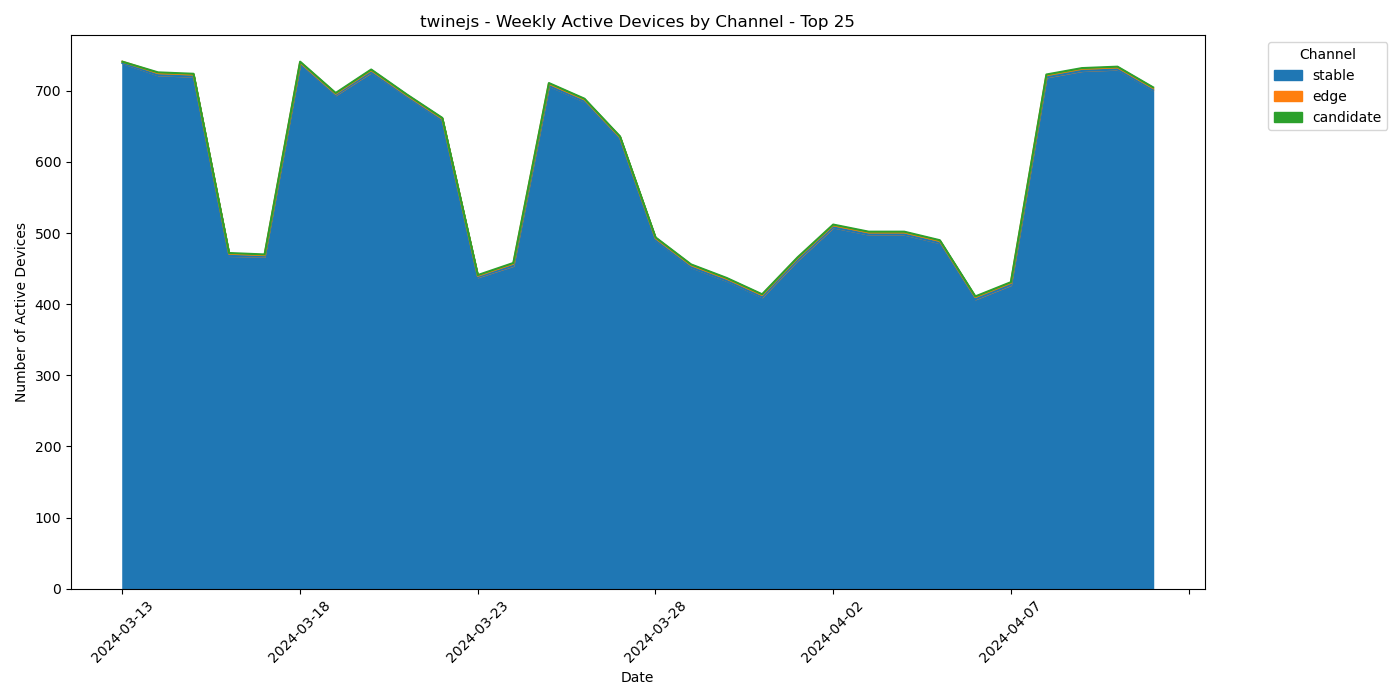 twinejs - Weekly Active Devices by Channel - Top 25
Channel
stable
edge
candidate
Number of Active Devices
700
600
500
400
300
200
100
0
2024-03-13
2024-03-18
2024-03-23
2024-03-28
2024-04-02
2024-04-07
Date